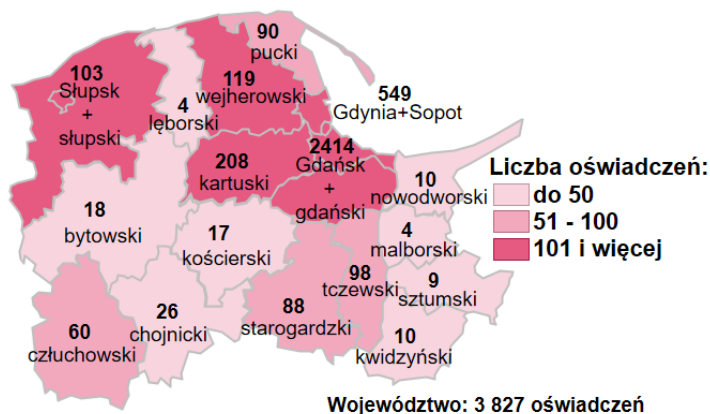 90
pucki
103
Słupsk
+
słupski
119
wejherowski
4
lęborski
549
Gdynia+Sopot
2414
Gdańsk
+
gdański
208
kartuski
10
nowodworski
18
bytowski
17
kościerski
4
malborski
98
tczewski
9
sztumski
60
człuchowski
26
chojnicki
88
starogardzki
10
kwidzyński
Liczba oświadczeń:
do 50
51 - 100
101 i więcej
Województwo: 3 827 oświadczeń